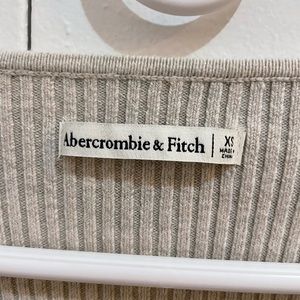 Abercrombie & Fitch
XS
MADE IN
CHINA